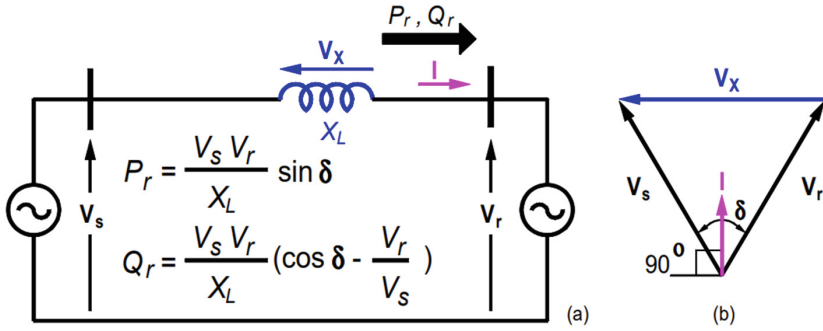 P_r , Q_r
V_X
I
X_L
P_r = V_s V_r / X_L sin δ
V_s
V_r
Q_r = V_s V_r / X_L (cos δ - V_r / V_s )
(a)
V_X
V_s
I
δ
V_r
90°
(b)